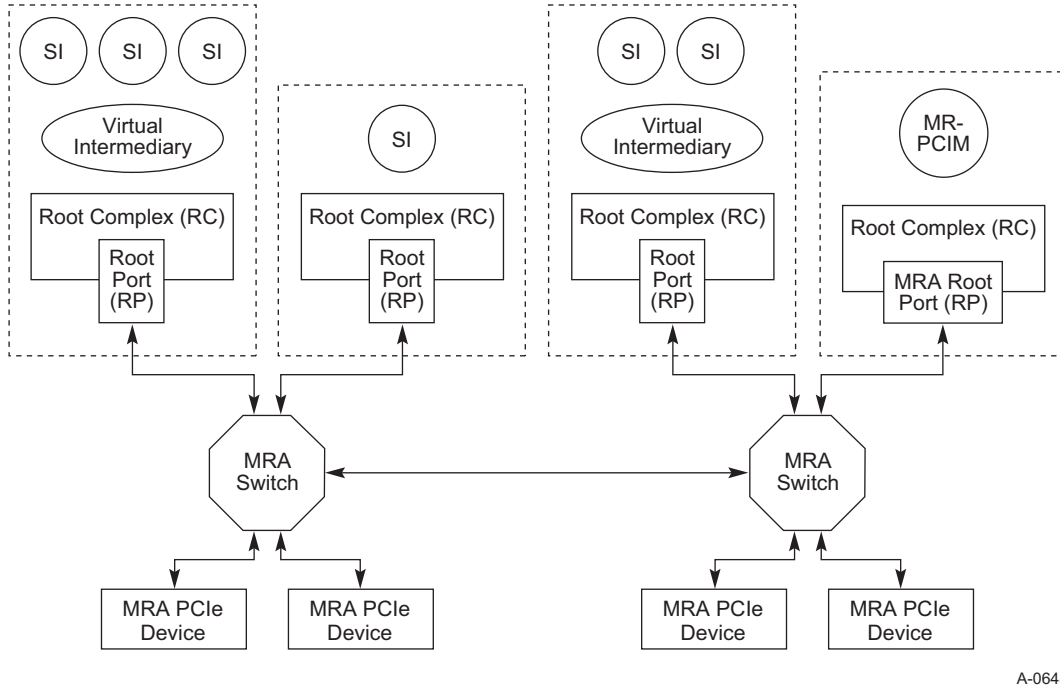 SI
SI
SI
Virtual
Intermediary
Root Complex (RC)
Root
Port
(RP)
SI
Root Complex (RC)
Root
Port
(RP)
SI
SI
Virtual
Intermediary
Root Complex (RC)
Root
Port
(RP)
MR-
PCIM
Root Complex (RC)
MRA Root
Port (RP)
MRA
Switch
MRA
Switch
MRA PCIe
Device
MRA PCIe
Device
MRA PCIe
Device
MRA PCIe
Device
A-064